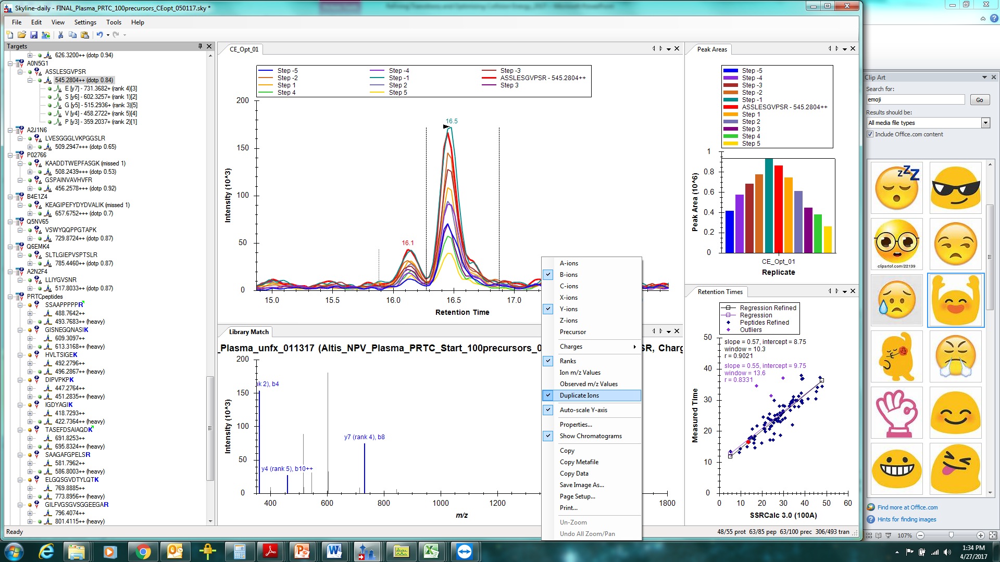 Skyline-daily - FINAL_Plasma_PRTC_100precursors_CEopt_050117.sky *
File Edit View Settings Tools Help
Targets
626.3200++ (dotp 0.94)
A0N5G1
ASSLESGVPSR
545.2804++ (dotp 0.84)
E [y7] - 731.3682+ (rank 4)[3]
S [y6] - 602.3257+ (rank 1)[2]
G [y5] - 515.2936+ (rank 3)[5]
V [y4] - 458.2722+ (rank 5)[4]
P [y3] - 359.2037+ (rank 2)[1]
A2J1N6
LVESGGGLVKPGGSLR
509.2947+++ (dotp 0.65)
P02766
KAADDTWEPFASGK (missed 1)
508.2439+++ (dotp 0.53)
GSPAINVAVHVFR
456.2578+++ (dotp 0.92)
B4E1Z4
KEAGIPEFYDYDVALIK (missed 1)
657.6752+++ (dotp 0.7)
Q5NV65
VSWYQQPPGTAPK
729.8724++ (dotp 0.87)
Q6EMK4
SLTLGIEPVSPTSLR
785.4460++ (dotp 0.87)
A2N2F4
LLIYGVSNR
517.8033++ (dotp 0.87)
PRTCpeptides
SSAAPPPPPR
488.7642++
493.7683++ (heavy)
GISNEGQNASIK
609.3097++
613.3168++ (heavy)
HVLTSIGEK
492.2796++
496.2867++ (heavy)
DIPVPKPK
447.2764++
451.2835++ (heavy)
IGDYAGIK
418.7293++
422.7364++ (heavy)
TASEFDSAIAQDK
691.8253++
695.8324++ (heavy)
SAAGAFGPELSR
581.7962++
586.8003++ (heavy)
ELGQSGVDTYLQTK
769.8885++
773.8956++ (heavy)
GILFVGSGVSGGEEGAR
796.4074++
801.4115++ (heavy)
Ready
CE_Opt_01
Step -5 Step -4 Step -3
Step -2 Step -1 ASSLESGVPSR - 545.2804++
Step 1 Step 2 Step 3
Step 4 Step 5
Intensity (10^3)
200
150
100
50
0
16.5
16.1
15.0 15.5 16.0 16.5 17.0
Retention Time
Library Match
_Plasma_unfx_011317 (Altis_NPV_Plasma_PRTC_Start_100precursors_0 SR, Charg
Intensity (10^3)
200
150
100
50
0
nk 2), b4
y7 (rank 4), b8
y4 (rank 5), b10++
400 600 800 1000 1200 1800
m/z
A-ions
B-ions
C-ions
X-ions
Y-ions
Z-ions
Precursor
Charges
Ranks
Ion m/z Values
Observed m/z Values
Duplicate Ions
Auto-scale Y-axis
Properties...
Show Chromatograms
Copy
Copy Metafile
Copy Data
Save Image As...
Page Setup...
Print...
Un-Zoom
Undo All Zoom/Pan
Peak Areas
Step -5
Step -4
Step -3
Step -2
Step -1
ASSLESGVPSR - 545.2804++
Step 1
Step 2
Step 3
Step 4
Step 5
Peak Area (10^6)
1
0.8
0.6
0.4
0.2
0
CE_Opt_01
Replicate
Retention Times
Regression Refined
Regression
Peptides Refined
Outliers
slope = 0.57, intercept = 8.75
window = 10.3
r = 0.9021
slope = 0.55, intercept = 9.75
window = 13.6
r = 0.8331
Measured Time
50
40
30
20
10
0
0 10 20 30 40 50 60
SSRCalc 3.0 (100A)
48/55 prot 63/85 pep 63/100 prec 306/493 tran
Clip Art
Search for:
emoji
Go
Results should be:
All media file types
Include Office.com content
zzZ
clipartof.com/22139
Find more at Office.com
Hints for finding images
107%
1:34 PM
4/27/2017